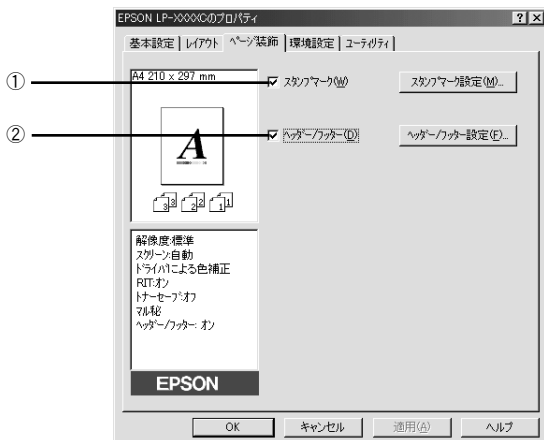 EPSON LP-XXXXCのプロパティ
基本設定 レイアウト ページ装飾 環境設定 ユーティリティ
① A4 210 x 297 mm スタンプマーク(W) スタンプマーク設定(M)...
② ヘッダー/フッター(D) ヘッダー/フッター設定(F)...
A
3 3 2 2 1 1
解像度:標準
スクリーン:自動
ドライバによる色補正
RIT:オン
トナーセーブ:オフ
マル秘
ヘッダー/フッター: オン
EPSON
OK キャンセル 適用(A) ヘルプ